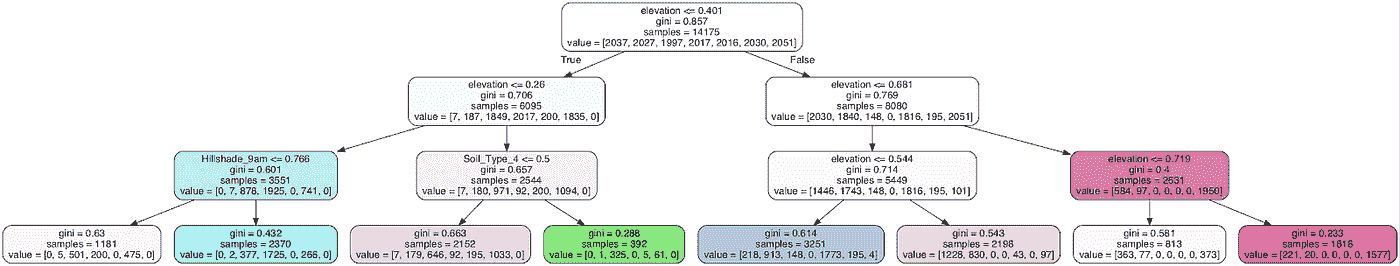 elevation <= 0.401
gini = 0.857
samples = 14175
value = [2037, 2027, 1997, 2017, 2016, 2030, 2051]
True
False
elevation <= 0.26
gini = 0.706
samples = 6095
value = [7, 187, 1849, 2017, 200, 1835, 0]
elevation <= 0.681
gini = 0.769
samples = 8080
value = [2030, 1840, 148, 0, 1816, 195, 2051]
Hillshade_9am <= 0.766
gini = 0.601
samples = 3551
value = [0, 7, 878, 1925, 0, 741, 0]
Soil_Type_4 <= 0.5
gini = 0.657
samples = 2544
value = [7, 180, 971, 92, 200, 1094, 0]
elevation <= 0.544
gini = 0.714
samples = 5449
value = [1446, 1743, 148, 0, 1816, 195, 101]
elevation <= 0.719
gini = 0.4
samples = 2631
value = [584, 97, 0, 0, 0, 0, 1950]
gini = 0.63
samples = 1181
value = [0, 5, 501, 200, 0, 475, 0]
gini = 0.432
samples = 2370
value = [0, 2, 377, 1725, 0, 266, 0]
gini = 0.663
samples = 2152
value = [7, 179, 646, 92, 195, 1033, 0]
gini = 0.288
samples = 392
value = [0, 1, 325, 0, 5, 61, 0]
gini = 0.614
samples = 3251
value = [218, 913, 148, 0, 1773, 195, 4]
gini = 0.543
samples = 2198
value = [1228, 830, 0, 0, 43, 0, 97]
gini = 0.581
samples = 813
value = [363, 77, 0, 0, 0, 0, 373]
gini = 0.233
samples = 1818
value = [221, 20, 0, 0, 0, 0, 1577]